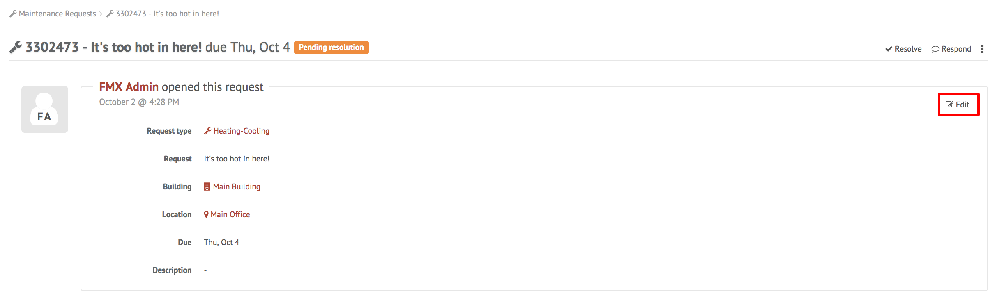 Maintenance Requests › 3302473 - It's too hot in here!
3302473 - It's too hot in here! due Thu, Oct 4 Pending resolution Resolve Respond
FMX Admin opened this request
October 2 @ 4:28 PM
Edit
FA
Request type Heating-Cooling
Request It's too hot in here!
Building Main Building
Location Main Office
Due Thu, Oct 4
Description -